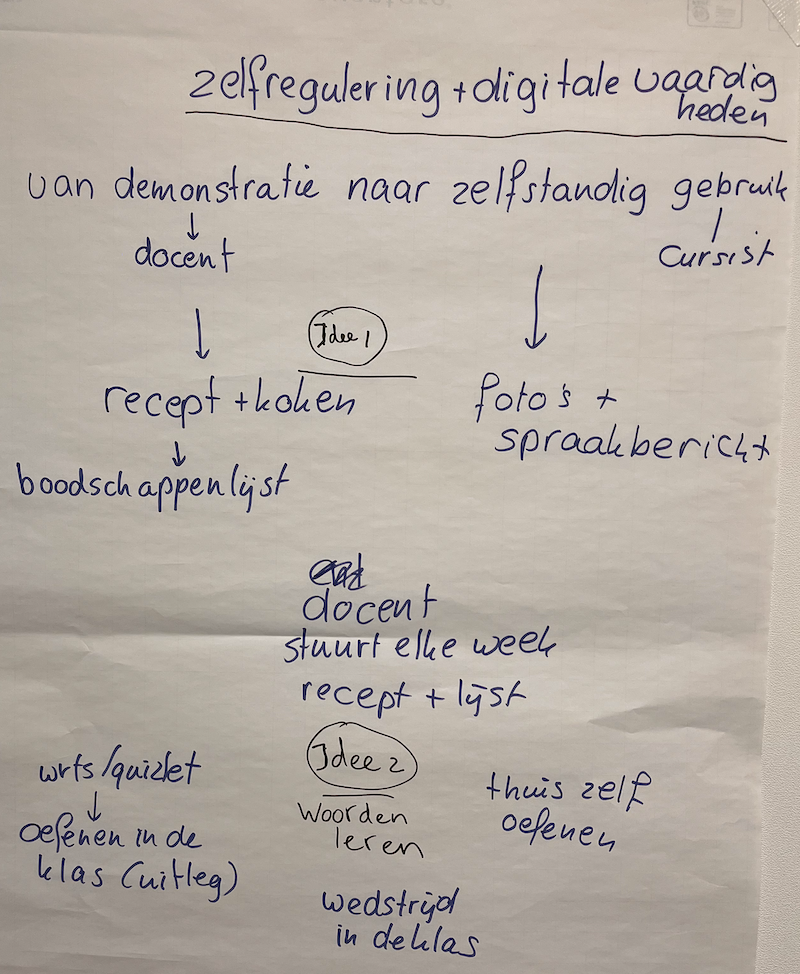 zelfregulering + digitale vaardig
heden
van demonstratie naar zelfstandig gebruik
docent
cursist
Idee 1
recept + koken
foto's +
spraakbericht
boodschappenlijst
docent
stuurt elke week
recept + lijst
Idee 2
wrts/quizlet
woorden
leren
thuis zelf
oefenen
oefenen in de
klas (uitleg)
wedstrijd
in de klas